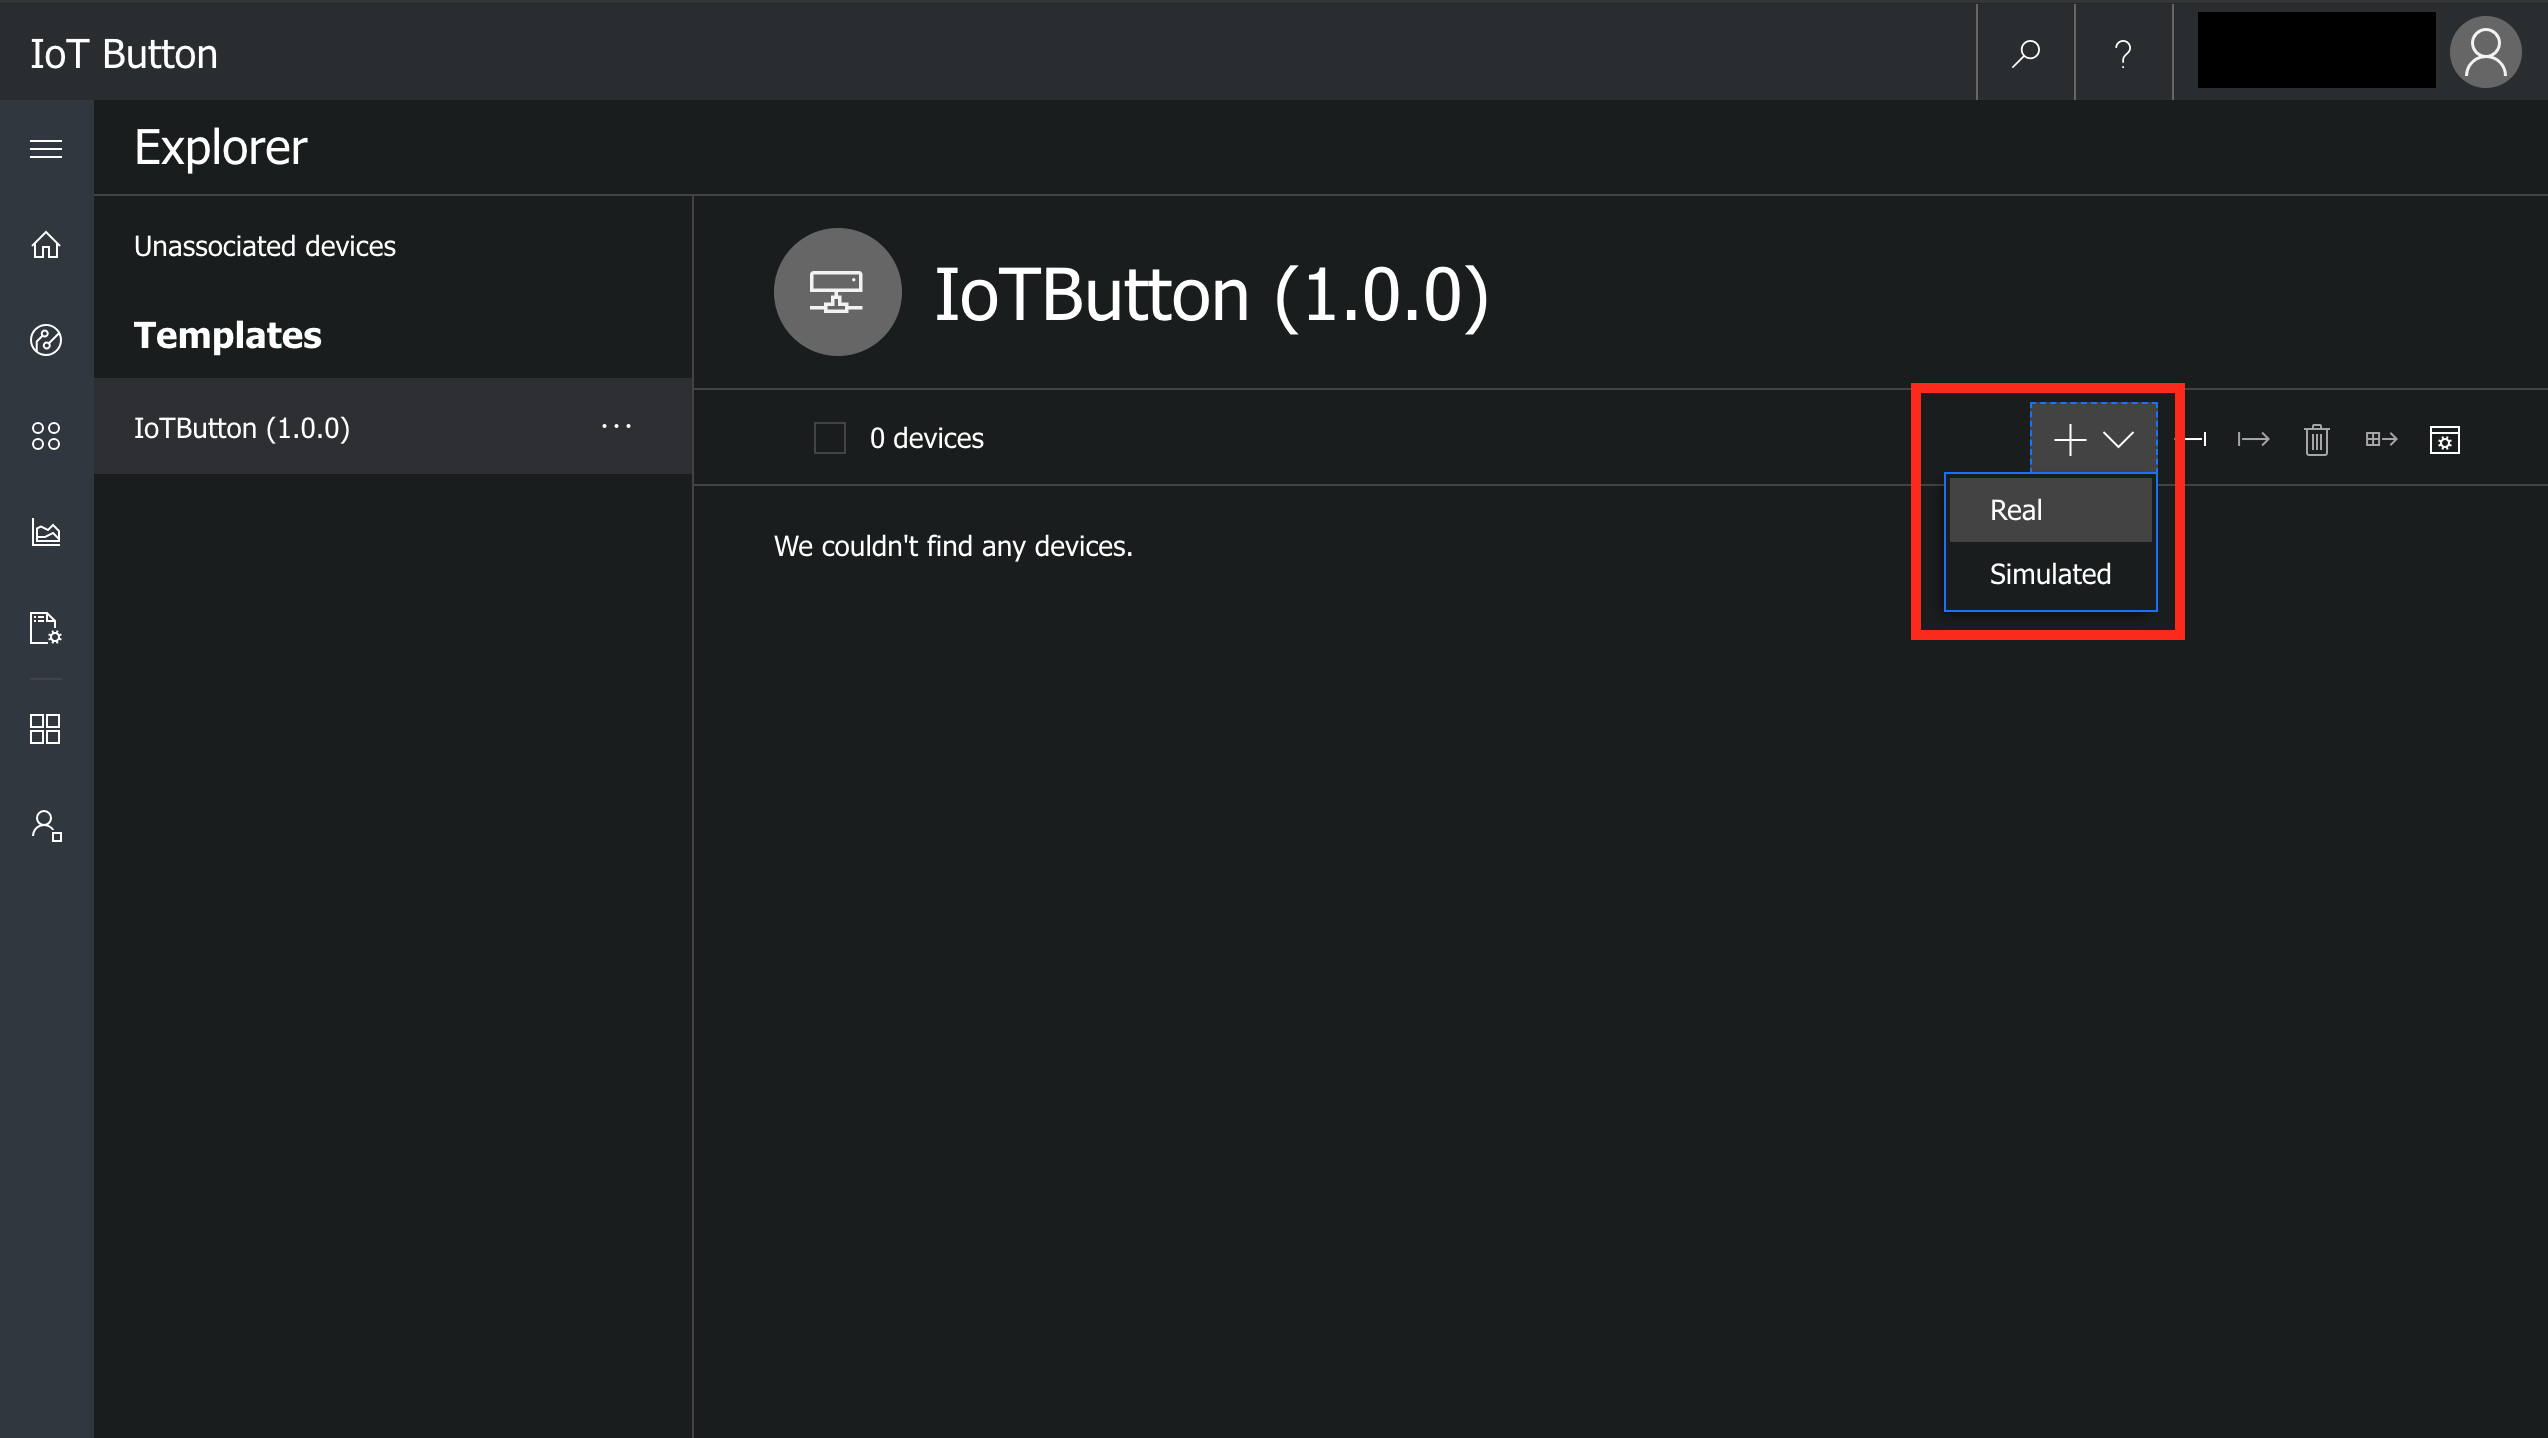 IoT Button
?
Explorer
Unassociated devices
Templates
IoTButton (1.0.0)
...
IoTButton (1.0.0)
0 devices
Real
Simulated
We couldn't find any devices.